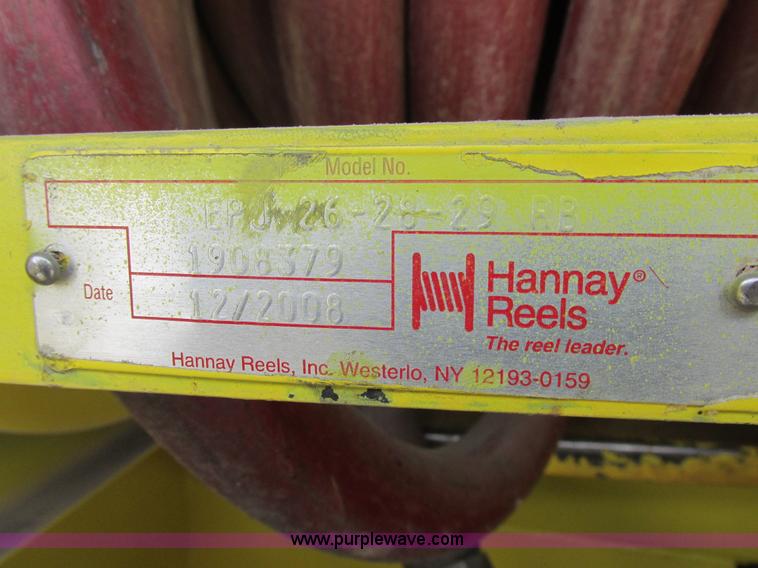 Model No.
EPJ 26-28-29 RB
1908379
Date 12/2008
Hannay®
Reels
The reel leader.
Hannay Reels, Inc. Westerlo, NY 12193-0159
www.purplewave.com